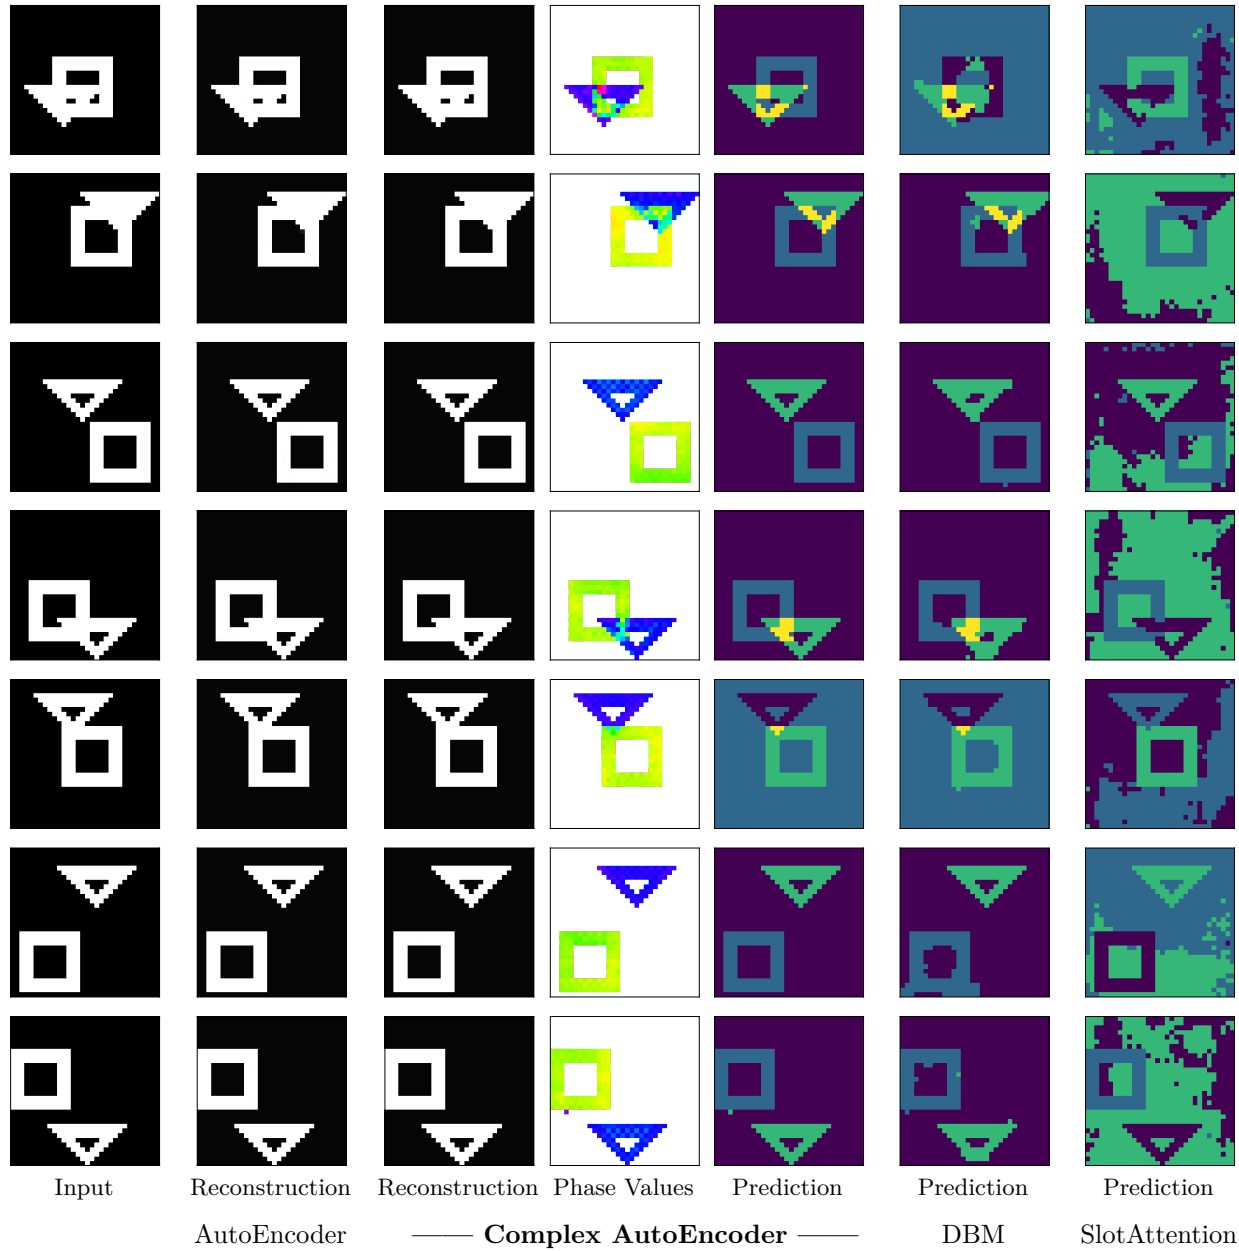 Input Reconstruction Reconstruction Phase Values Prediction Prediction Prediction
AutoEncoder —— Complex AutoEncoder —— DBM SlotAttention